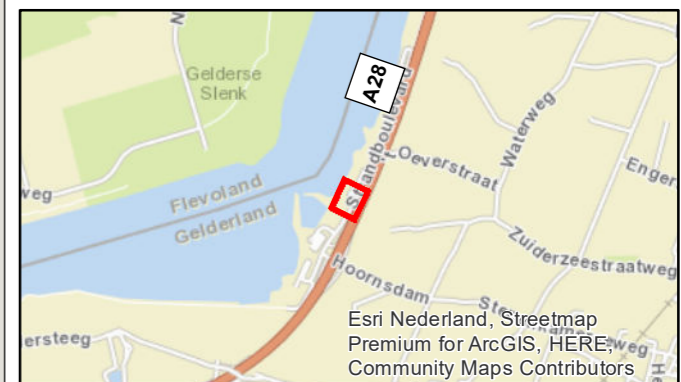 N
Gelderse
Slenk
A28
Strandboulevard
Oeverstraat
Waterweg
Enger
weg
Flevoland
Gelderland
Hoornsdam
Zuiderzeestraatweg
ersteeg
Esri Nederland, Streetmap
Premium for ArcGIS, HERE,
Community Maps Contributors